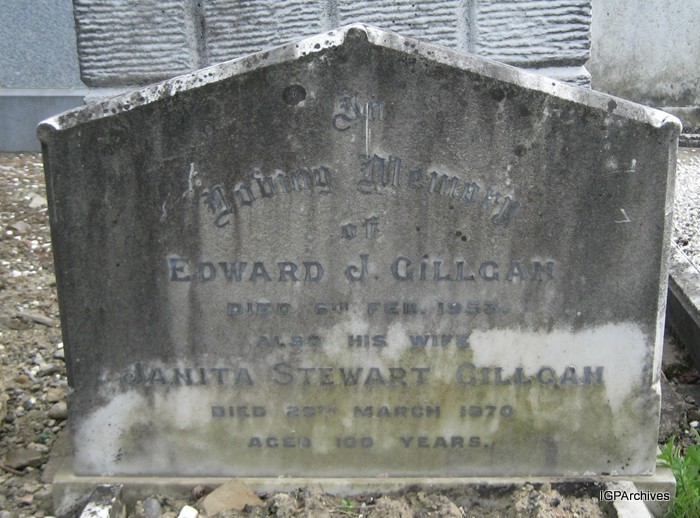 In
Loving Memory
of
EDWARD J. GILLGAN
DIED 6TH FEB. 1953.
ALSO HIS WIFE
JANITA STEWART GILLGAN
DIED 29TH MARCH 1970
AGED 100 YEARS.
IGPArchives